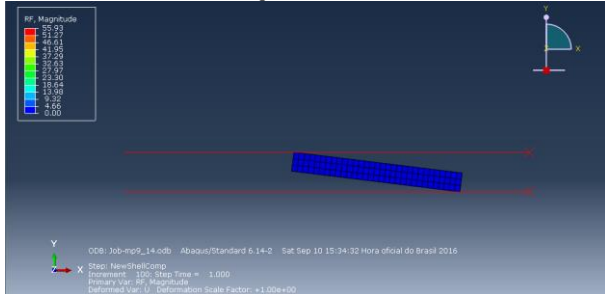 RF, Magnitude
55.93
51.27
46.61
41.95
37.29
32.63
27.97
23.30
18.64
13.98
9.32
4.66
0.00
Y
X
Z
ODB: Job-mp9_14.odb Abaqus/Standard 6.14-2 Sat Sep 10 15:34:32 Hora oficial do Brasil 2016
Y
Z X
Step: NewShellComp
Increment 100: Step Time = 1.000
Primary Var: RF, Magnitude
Deformed Var: U Deformation Scale Factor: +1.00e+00